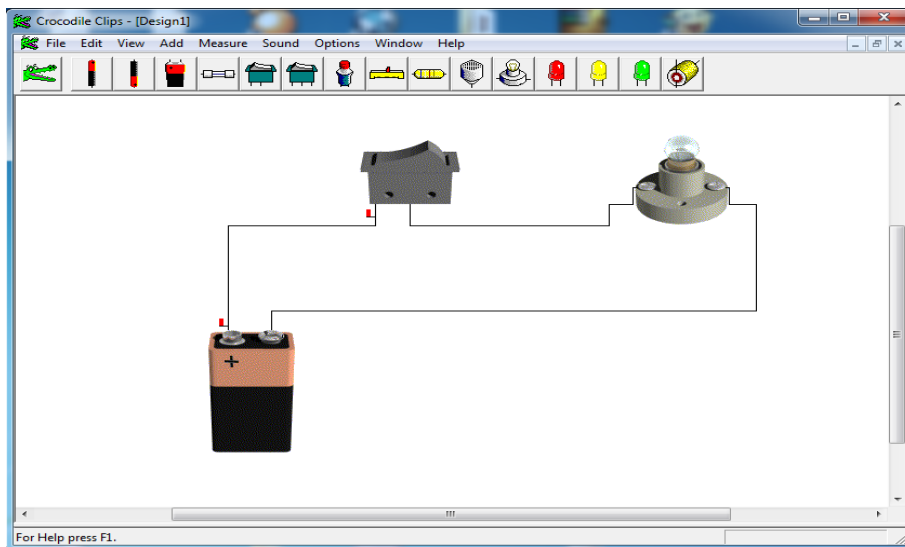 Crocodile Clips - [Design1]
File Edit View Add Measure Sound Options Window Help
+
For Help press F1.